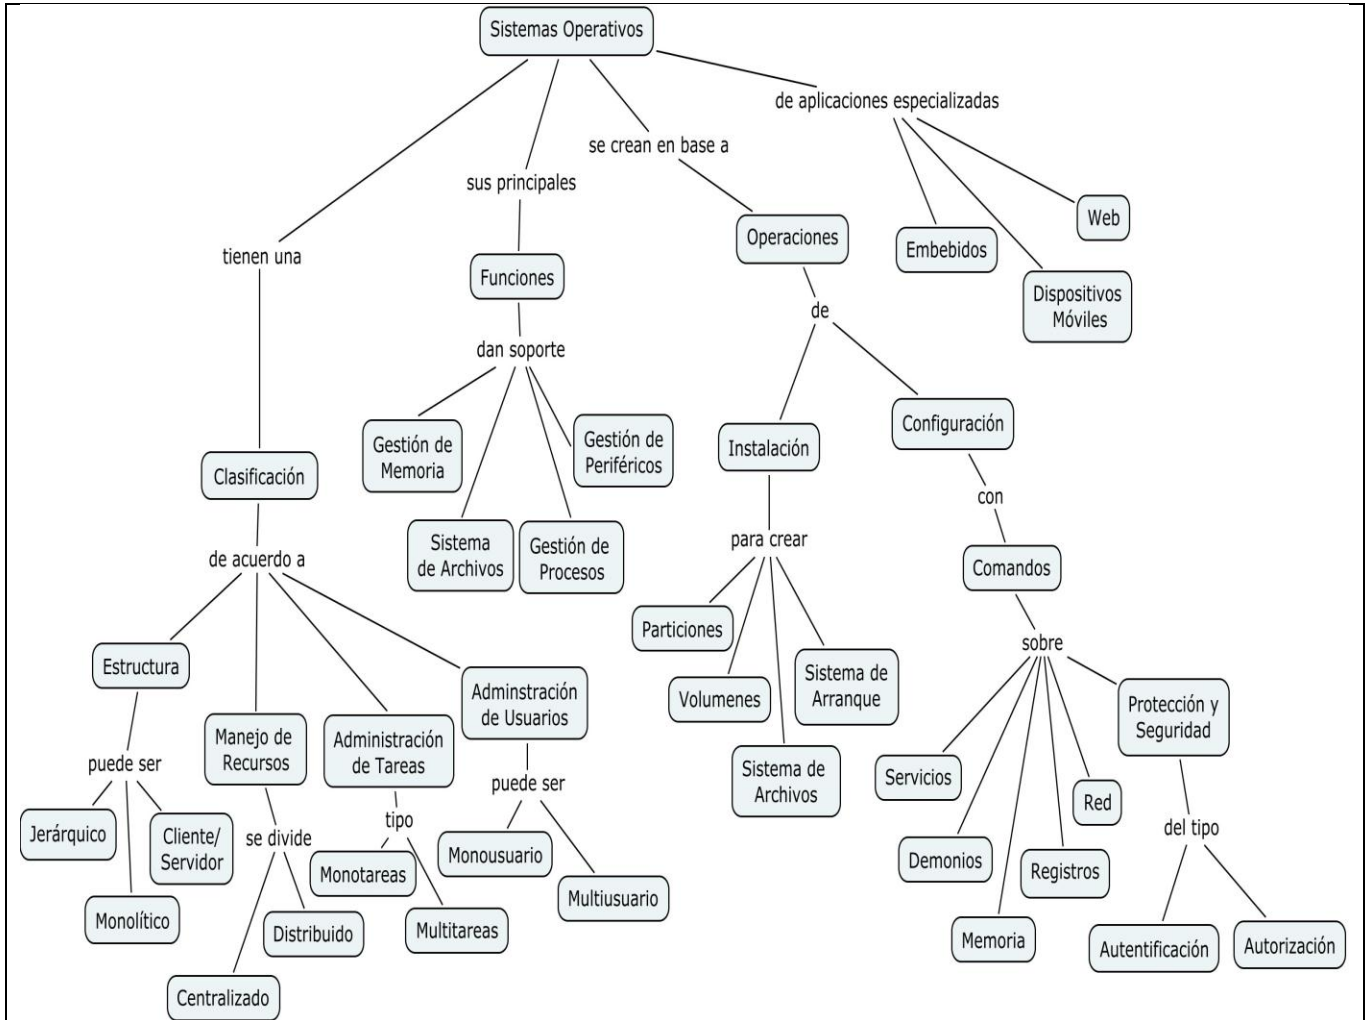 Sistemas Operativos
de aplicaciones especializadas
se crean en base a
sus principales
tienen una
Web
Operaciones
Embebidos
Funciones
Dispositivos
Móviles
de
dan soporte
Gestión de
Memoria
Gestión de
Periféricos
Sistema
de Archivos
Gestión de
Procesos
Clasificación
Instalación
Configuración
con
para crear
Comandos
de acuerdo a
Particiones
Volumenes
Sistema de
Archivos
Sistema de
Arranque
sobre
Estructura
Manejo de
Recursos
Administración
de Tareas
Adminstración
de Usuarios
Protección y
Seguridad
puede ser
Jerárquico
Monolítico
Cliente/
Servidor
se divide
Centralizado
Distribuido
tipo
Monotareas
Multitareas
puede ser
Monousuario
Multiusuario
Servicios
Demonios
Memoria
Registros
Red
del tipo
Autentificación
Autorización